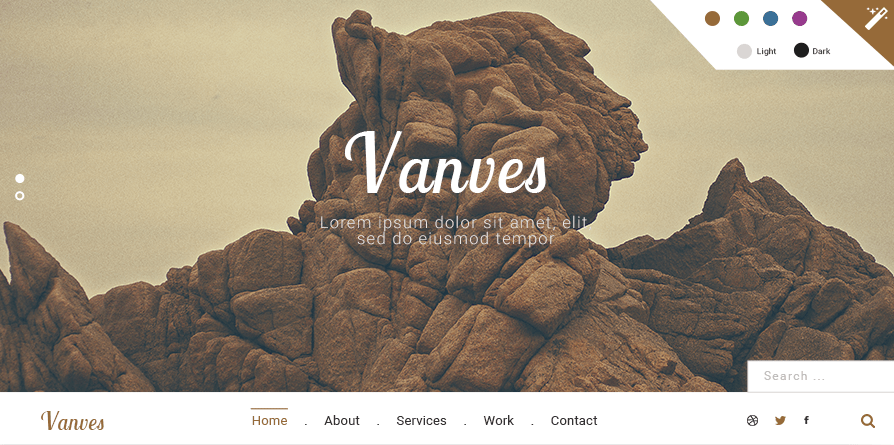 Light Dark
Vanves
Lorem ipsum dolor sit amet, elit
sed do eiusmod tempor
Search ...
Vanves
Home . About . Services . Work . Contact